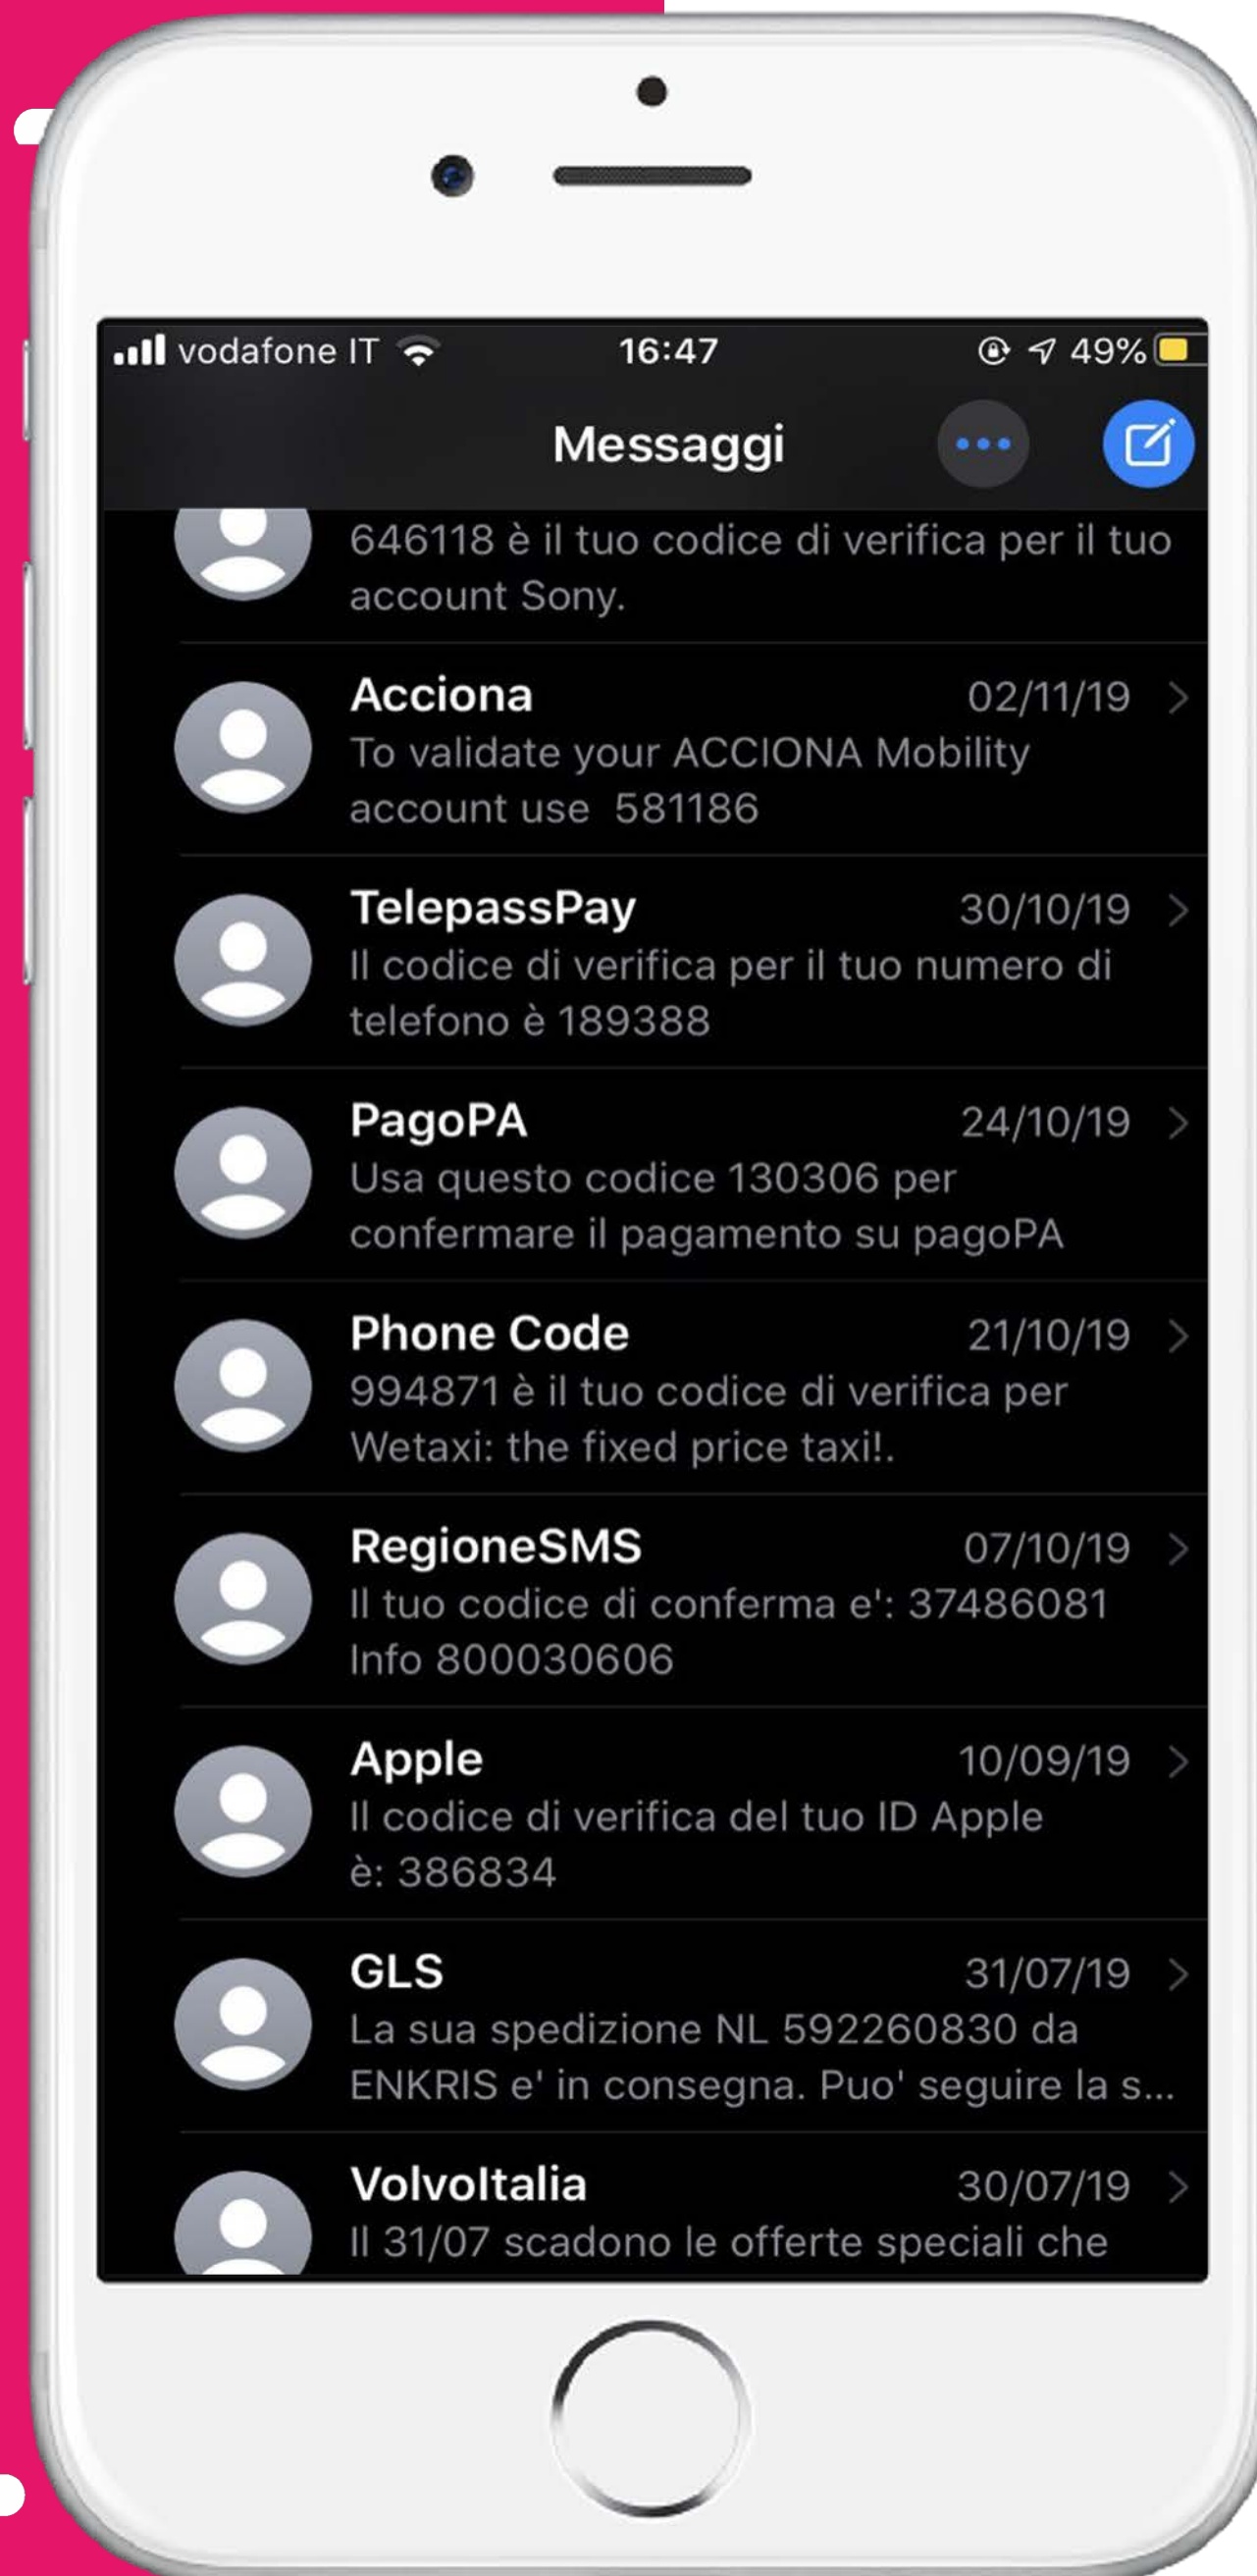 vodafone IT 16:47 49%
Messaggi
646118 è il tuo codice di verifica per il tuo
account Sony.
Acciona 02/11/19
To validate your ACCIONA Mobility
account use 581186
TelepassPay 30/10/19
Il codice di verifica per il tuo numero di
telefono è 189388
PagoPA 24/10/19
Usa questo codice 130306 per
confermare il pagamento su pagoPA
Phone Code 21/10/19
994871 è il tuo codice di verifica per
Wetaxi: the fixed price taxi!.
RegioneSMS 07/10/19
Il tuo codice di conferma e': 37486081
Info 800030606
Apple 10/09/19
Il codice di verifica del tuo ID Apple
è: 386834
GLS 31/07/19
La sua spedizione NL 592260830 da
ENKRIS e' in consegna. Puo' seguire la s...
VolvoItalia 30/07/19
Il 31/07 scadono le offerte speciali che